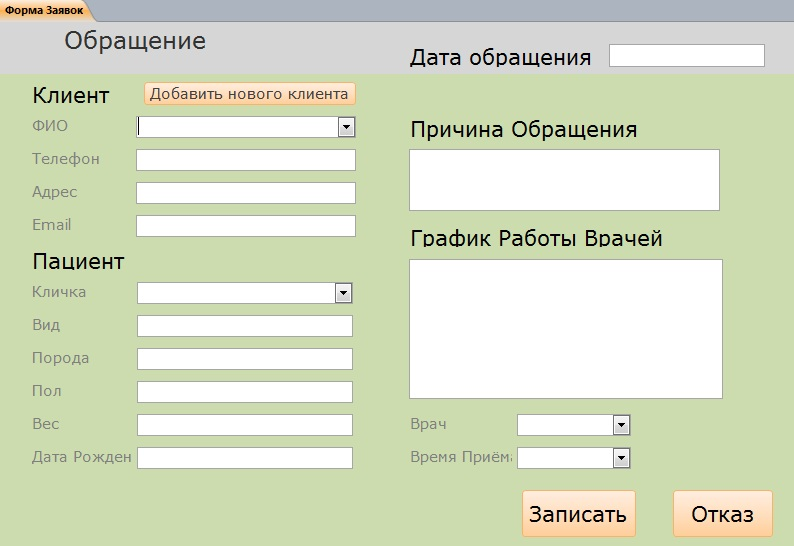 Форма Заявок
Обращение
Дата обращения
Клиент
Добавить нового клиента
ФИО
Телефон
Адрес
Email
Пациент
Кличка
Вид
Порода
Пол
Вес
Дата Рожден
Причина Обращения
График Работы Врачей
Врач
Время Приёма
Записать
Отказ